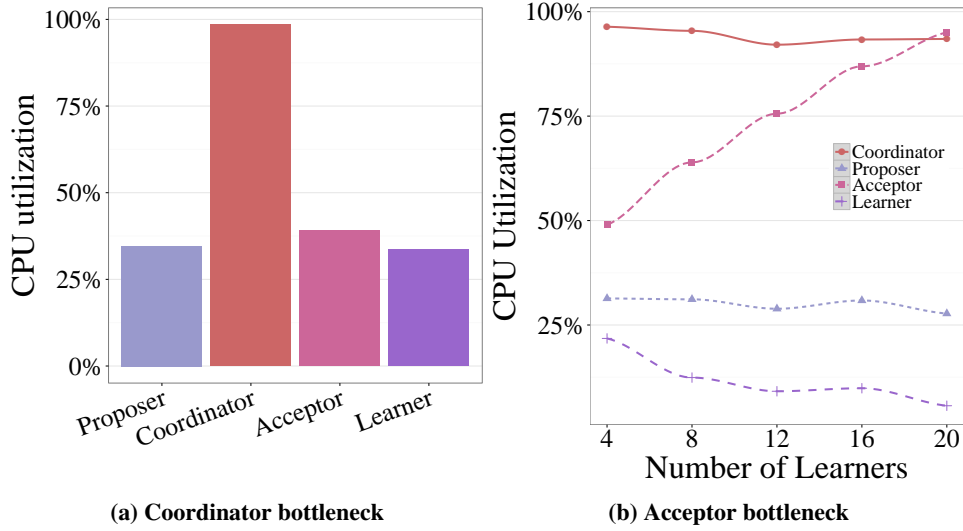 100%
75%
50%
25%
0%
CPU utilization
Proposer
Coordinator
Acceptor
Learner
(a) Coordinator bottleneck
100%
75%
50%
25%
CPU Utilization
Coordinator
Proposer
Acceptor
Learner
4 8 12 16 20
Number of Learners
(b) Acceptor bottleneck